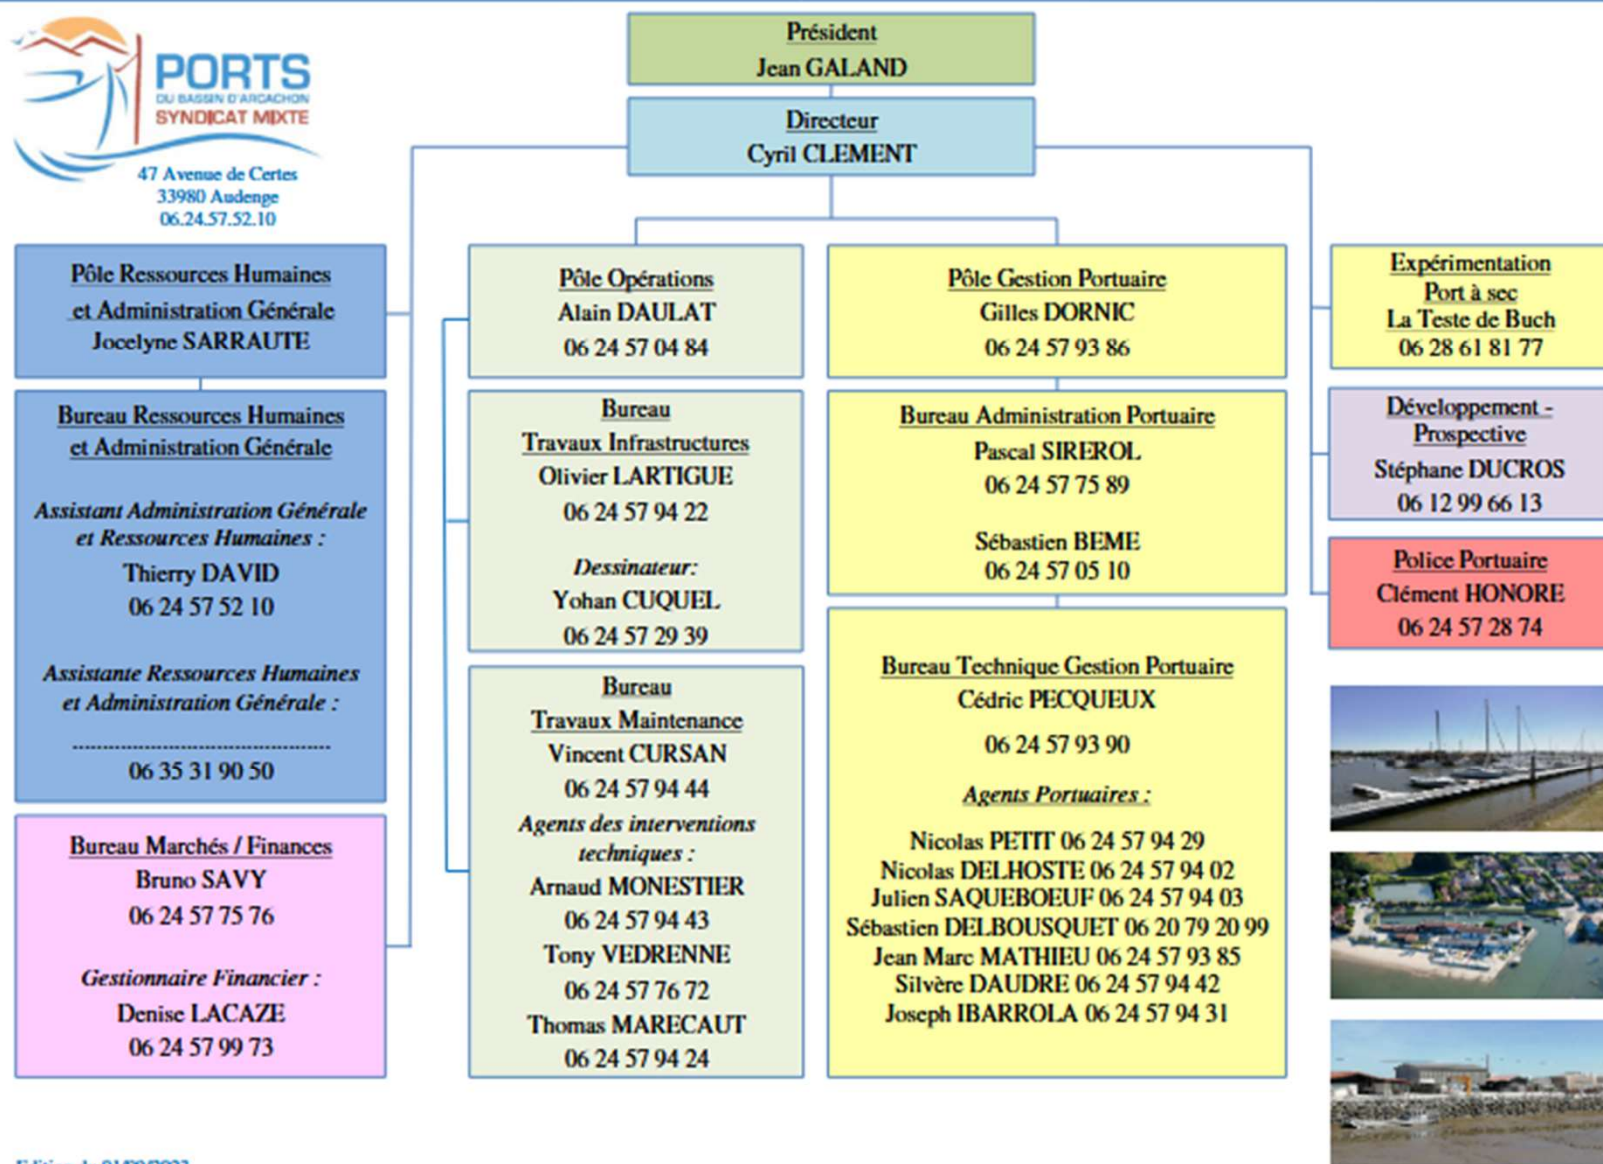 PORTS
DU BASSIN D'ARCACHON
SYNDICAT MIXTE
47 Avenue de Certes
33980 Audenge
06.24.57.52.10
Président
Jean GALAND
Directeur
Cyril CLEMENT
Pôle Ressources Humaines
et Administration Générale
Jocelyne SARRAUTE
Bureau Ressources Humaines
et Administration Générale
Assistant Administration Générale
et Ressources Humaines :
Thierry DAVID
06 24 57 52 10
Assistante Ressources Humaines
et Administration Générale :
06 35 31 90 50
Bureau Marchés / Finances
Bruno SAVY
06 24 57 75 76
Gestionnaire Financier :
Denise LACAZE
06 24 57 99 73
Pôle Opérations
Alain DAULAT
06 24 57 04 84
Bureau
Travaux Infrastructures
Olivier LARTIGUE
06 24 57 94 22
Dessinateur:
Yohan CUQUEL
06 24 57 29 39
Bureau
Travaux Maintenance
Vincent CURSAN
06 24 57 94 44
Agents des interventions
techniques :
Arnaud MONESTIER
06 24 57 94 43
Tony VEDRENNE
06 24 57 76 72
Thomas MARECAUT
06 24 57 94 24
Pôle Gestion Portuaire
Gilles DORNIC
06 24 57 93 86
Bureau Administration Portuaire
Pascal SIREROL
06 24 57 75 89
Sébastien BEME
06 24 57 05 10
Bureau Technique Gestion Portuaire
Cédric PECQUEUX
06 24 57 93 90
Agents Portuaires :
Nicolas PETIT 06 24 57 94 29
Nicolas DELHOSTE 06 24 57 94 02
Julien SAQUEBOEUF 06 24 57 94 03
Sébastien DELBOUSQUET 06 20 79 20 99
Jean Marc MATHIEU 06 24 57 93 85
Silvère DAUDRE 06 24 57 94 42
Joseph IBARROLA 06 24 57 94 31
Expérimentation
Port à sec
La Teste de Buch
06 28 61 81 77
Développement -
Prospective
Stéphane DUCROS
06 12 99 66 13
Police Portuaire
Clément HONORE
06 24 57 28 74